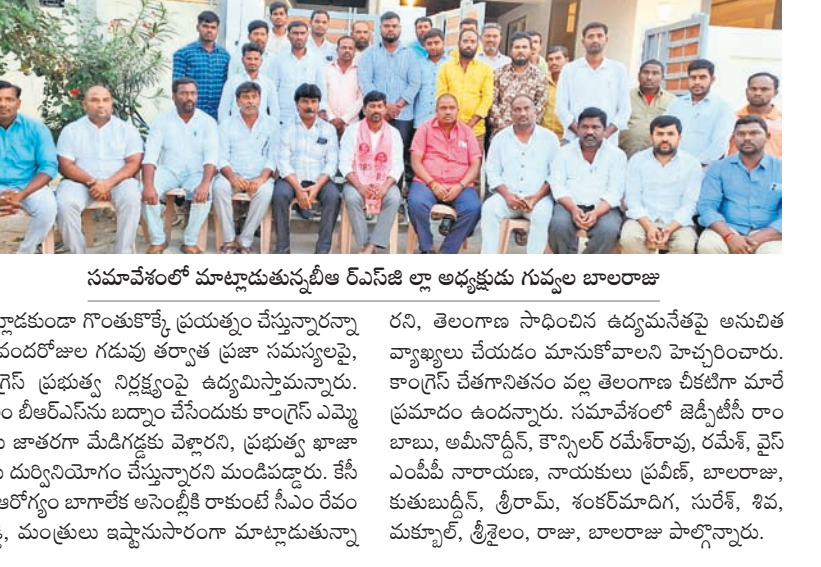 సమావేశంలో మాట్లాడుతున్నబీఆ ర్ఎస్‌జి ల్లా అధ్యక్షుడు గువ్వల బాలరాజు
గొంతుకొక్కే ప్రయత్నం చేస్తున్నారన్నా
వందరోజుల గడువు తర్వాత ప్రజా సమస్యలపై,
ప్రభుత్వ నిర్లక్ష్యంపై ఉద్యమిస్తామన్నారు.
బీఆర్ఎస్‌ను బద్నాం చేసేందుకు కాంగ్రెస్ ఎమ్మె
జాతరగా మేడిగడ్డకు వెళ్లారని, ప్రభుత్వ ఖాజా
దుర్వినియోగం చేస్తున్నారని మండిపడ్డారు. కేసీ
ఆరోగ్యం బాగాలేక అసెంబ్లీకి రాకుంటే సీఎం రేవం
మంత్రులు ఇష్టానుసారంగా మాట్లాడుతున్నా
రని, తెలంగాణ సాధించిన ఉద్యమనేతపై అనుచిత
వ్యాఖ్యలు చేయడం మానుకోవాలని హెచ్చరించారు.
కాంగ్రెస్ చేతగానితనం వల్ల తెలంగాణ చీకటిగా మారే
ప్రమాదం ఉందన్నారు. సమావేశంలో జెడ్పీటీసీ రాం
బాబు, అమీనొద్దీన్, కౌన్సిలర్ రమేశ్‌రావు, రమేశ్, వైస్
ఎంపీపీ నారాయణ, నాయకులు ప్రవీణ్, బాలరాజు,
కుతుబుద్దీన్, శ్రీరామ్, శంకర్‌మాదిగ, సురేశ్, శివ,
మక్బూల్, శ్రీశైలం, రాజు, బాలరాజు పాల్గొన్నారు.